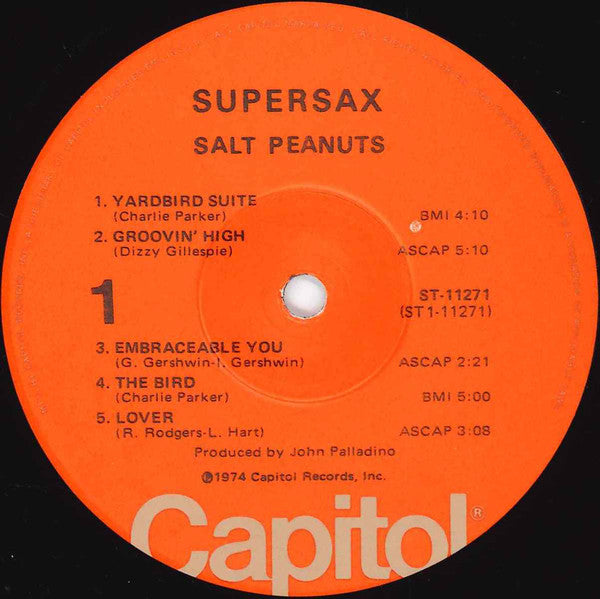 SUPERSAX
SALT PEANUTS
1. YARDBIRD SUITE
(Charlie Parker) BMI 4:10
2. GROOVIN' HIGH
(Dizzy Gillespie) ASCAP 5:10
1
ST-11271
(ST1-11271)
3. EMBRACEABLE YOU
(G. Gershwin-I. Gershwin) ASCAP 2:21
4. THE BIRD
(Charlie Parker) BMI 5:00
5. LOVER
(R. Rodgers-L. Hart) ASCAP 3:08
Produced by John Palladino
℗1974 Capitol Records, Inc.
Capitol®